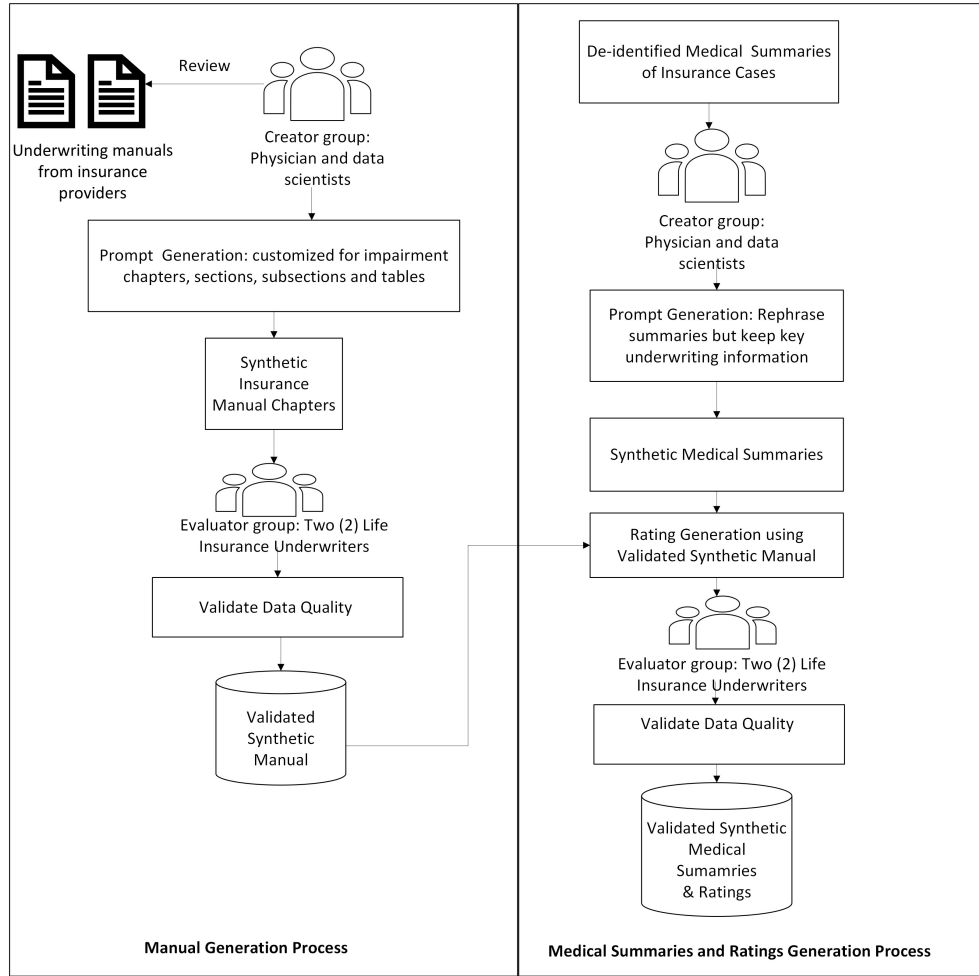 Review
Underwriting manuals
from insurance
providers
Creator group:
Physician and data
scientists
Prompt Generation: customized for impairment
chapters, sections, subsections and tables
Synthetic
Insurance
Manual Chapters
Evaluator group: Two (2) Life
Insurance Underwriters
Validate Data Quality
Validated
Synthetic
Manual
Manual Generation Process
De-identified Medical Summaries
of Insurance Cases
Creator group:
Physician and data
scientists
Prompt Generation: Rephrase
summaries but keep key
underwriting information
Synthetic Medical Summaries
Rating Generation using
Validated Synthetic Manual
Evaluator group: Two (2) Life
Insurance Underwriters
Validate Data Quality
Validated Synthetic
Medical
Sumamries
& Ratings
Medical Summaries and Ratings Generation Process